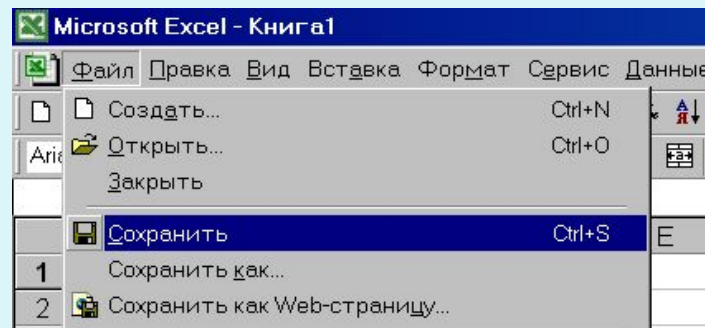 Microsoft Excel - Книга1
Файл Правка Вид Вставка Формат Сервис Данные
Создать... Ctrl+N
Открыть... Ctrl+O
Закрыть
Сохранить Ctrl+S
E
1 Сохранить как...
2 Сохранить как Web-страницу...